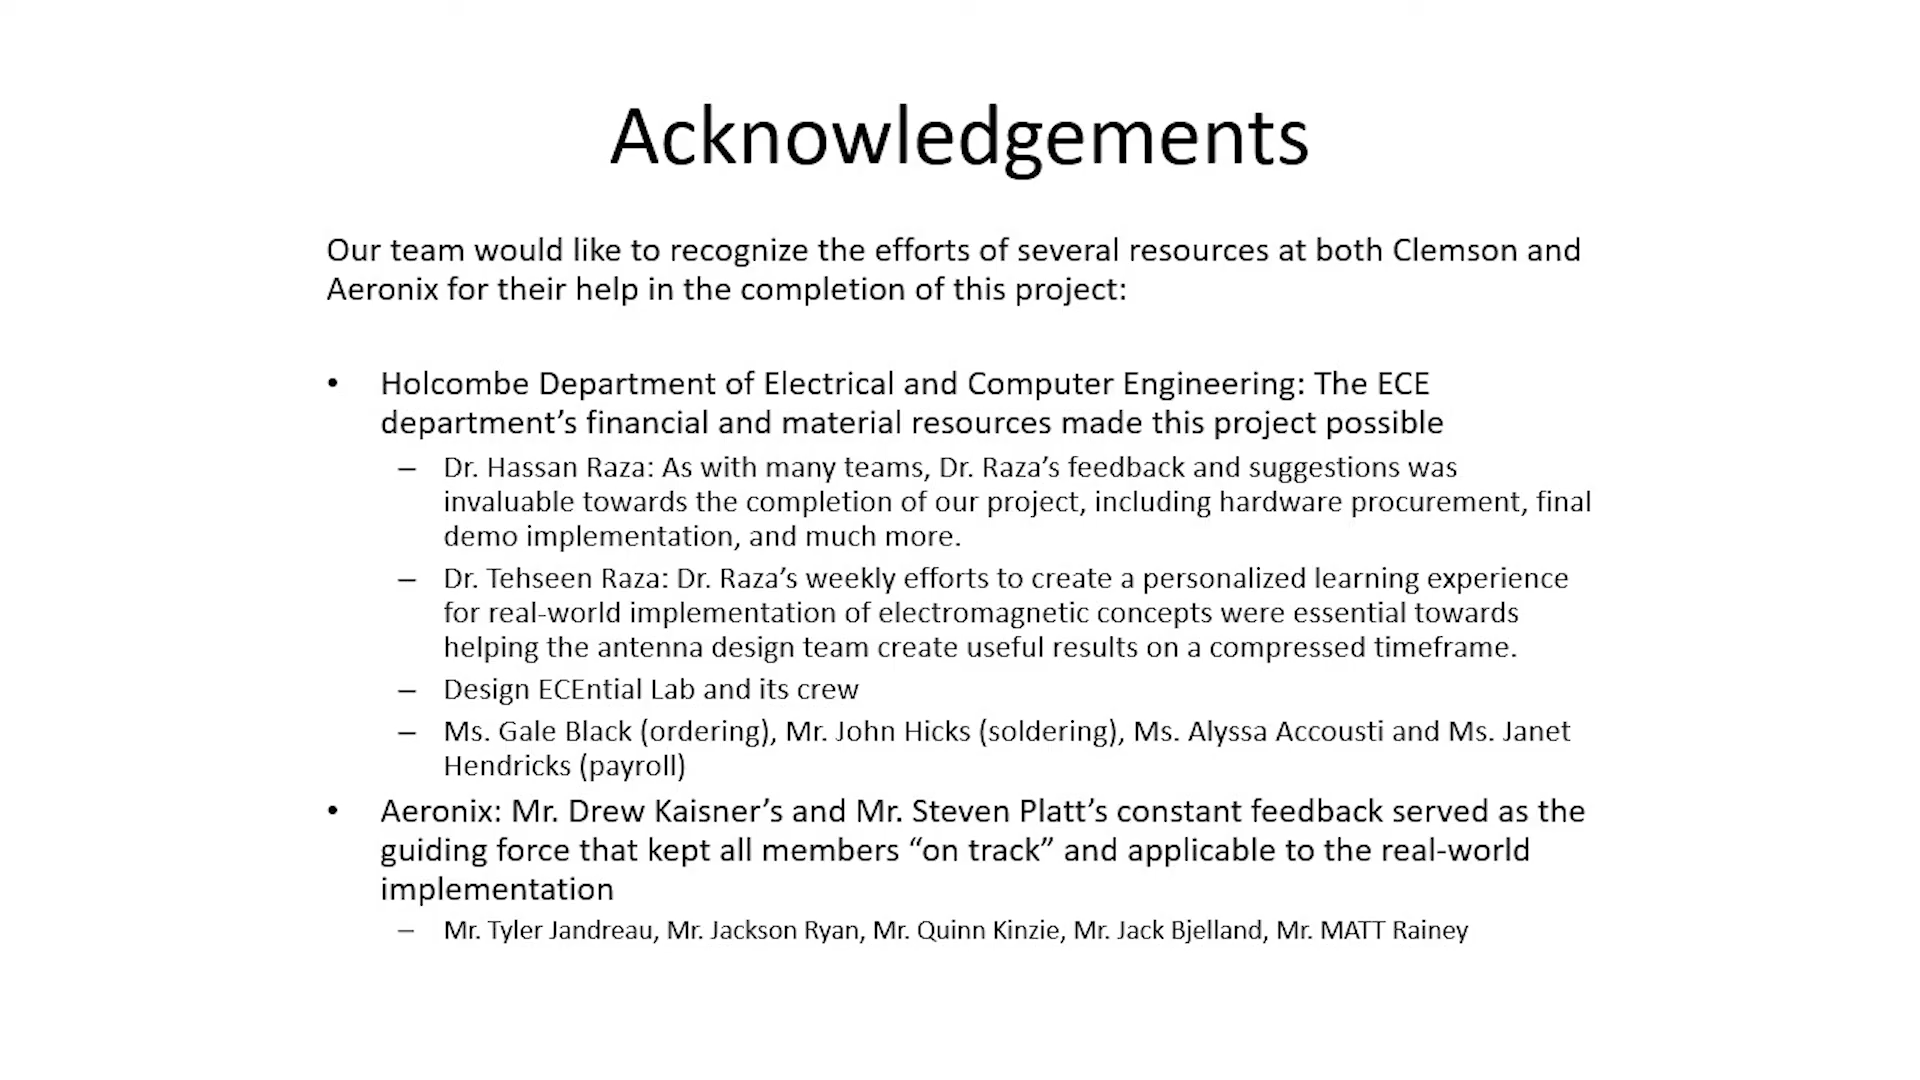 Acknowledgements
Our team would like to recognize the efforts of several resources at both Clemson and
Aeronix for their help in the completion of this project:
• Holcombe Department of Electrical and Computer Engineering: The ECE
department’s financial and material resources made this project possible
– Dr. Hassan Raza: As with many teams, Dr. Raza’s feedback and suggestions was
invaluable towards the completion of our project, including hardware procurement, final
demo implementation, and much more.
– Dr. Tehseen Raza: Dr. Raza’s weekly efforts to create a personalized learning experience
for real-world implementation of electromagnetic concepts were essential towards
helping the antenna design team create useful results on a compressed timeframe.
– Design ECEntial Lab and its crew
– Ms. Gale Black (ordering), Mr. John Hicks (soldering), Ms. Alyssa Accousti and Ms. Janet
Hendricks (payroll)
• Aeronix: Mr. Drew Kaisner’s and Mr. Steven Platt’s constant feedback served as the
guiding force that kept all members “on track” and applicable to the real-world
implementation
– Mr. Tyler Jandreau, Mr. Jackson Ryan, Mr. Quinn Kinzie, Mr. Jack Bjelland, Mr. MATT Rainey